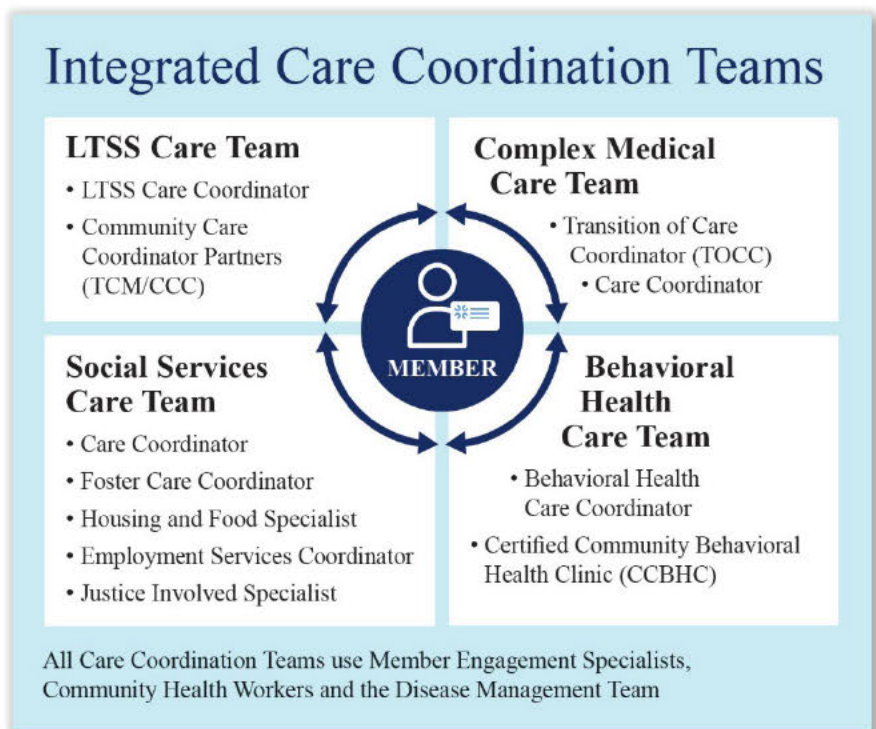 Integrated Care Coordination Teams
LTSS Care Team
• LTSS Care Coordinator
• Community Care
Coordinator Partners
(TCM/CCC)
Complex Medical
Care Team
• Transition of Care
Coordinator (TOCC)
• Care Coordinator
MEMBER
Social Services
Care Team
• Care Coordinator
• Foster Care Coordinator
• Housing and Food Specialist
• Employment Services Coordinator
• Justice Involved Specialist
Behavioral
Health
Care Team
• Behavioral Health
Care Coordinator
• Certified Community Behavioral
Health Clinic (CCBHC)
All Care Coordination Teams use Member Engagement Specialists,
Community Health Workers and the Disease Management Team